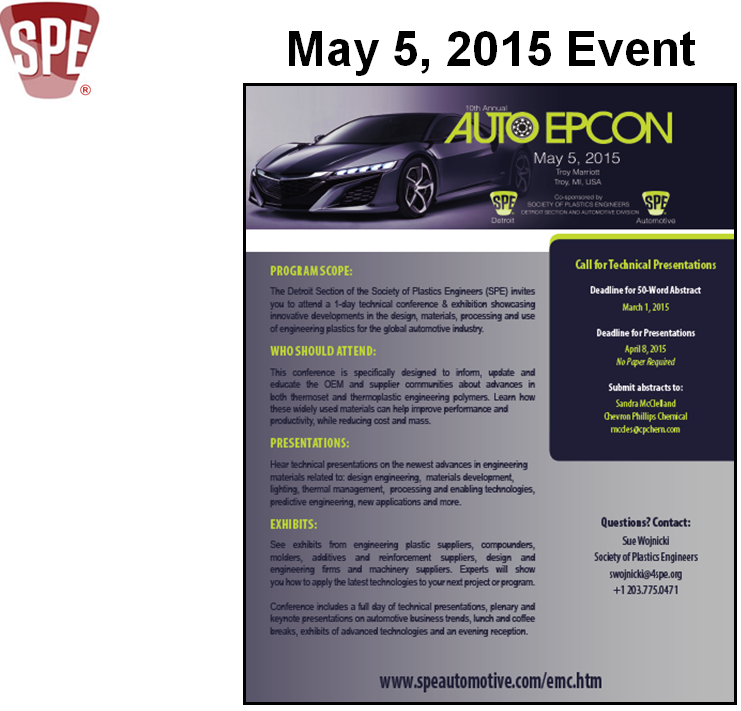 SPE
®
May 5, 2015 Event
10th Annual
AUTO EPCON
May 5, 2015
Troy Marriott
Troy, MI, USA
Co-sponsored by
SOCIETY OF PLASTICS ENGINEERS
DETROIT SECTION AND AUTOMOTIVE DIVISION
SPE
Detroit
SPE
Automotive
PROGRAM SCOPE:
The Detroit Section of the Society of Plastics Engineers (SPE) invites
you to attend a 1-day technical conference & exhibition showcasing
innovative developments in the design, materials, processing and use
of engineering plastics for the global automotive industry.
WHO SHOULD ATTEND:
This conference is specifically designed to inform, update and
educate the OEM and supplier communities about advances in
both thermoset and thermoplastic engineering polymers. Learn how
these widely used materials can help improve performance and
productivity, while reducing cost and mass.
PRESENTATIONS:
Hear technical presentations on the newest advances in engineering
materials related to: design engineering, materials development,
lighting, thermal management, processing and enabling technologies,
predictive engineering, new applications and more.
EXHIBITS:
See exhibits from engineering plastic suppliers, compounders,
molders, additives and reinforcement suppliers, design and
engineering firms and machinery suppliers. Experts will show
you how to apply the latest technologies to your next project or program.
Conference includes a full day of technical presentations, plenary and
keynote presentations on automotive business trends, lunch and coffee
breaks, exhibits of advanced technologies and an evening reception.
Call for Technical Presentations
Deadline for 50-Word Abstract
March 1, 2015
Deadline for Presentations
April 8, 2015
No Paper Required
Submit abstracts to:
Sandra McClelland
Chevron Phillips Chemical
mcdes@cpchem.com
Questions? Contact:
Sue Wojnicki
Society of Plastics Engineers
swojnicki@4spe.org
+1 203.775.0471
www.speautomotive.com/emc.htm